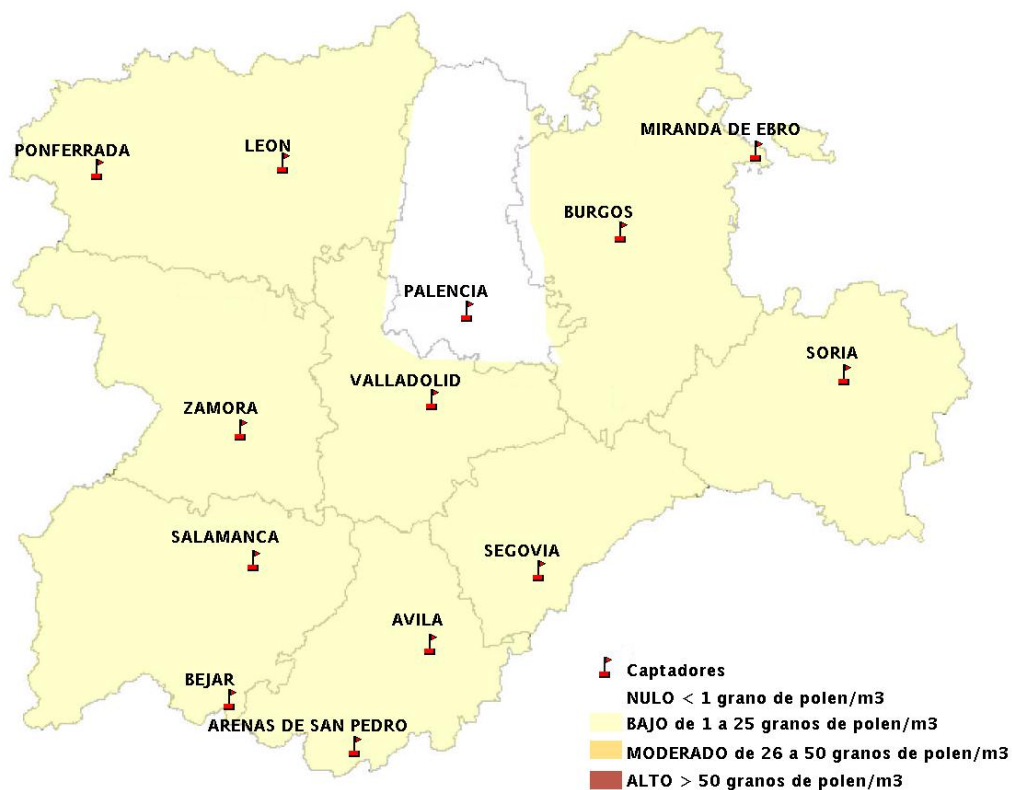 MIRANDA DE EBRO
PONFERRADA
LEON
BURGOS
PALENCIA
SORIA
VALLADOLID
ZAMORA
SALAMANCA
SEGOVIA
AVILA
BEJAR
ARENAS DE SAN PEDRO
Captadores
NULO < 1 grano de polen/m3
BAJO de 1 a 25 granos de polen/m3
MODERADO de 26 a 50 granos de polen/m3
ALTO > 50 granos de polen/m3